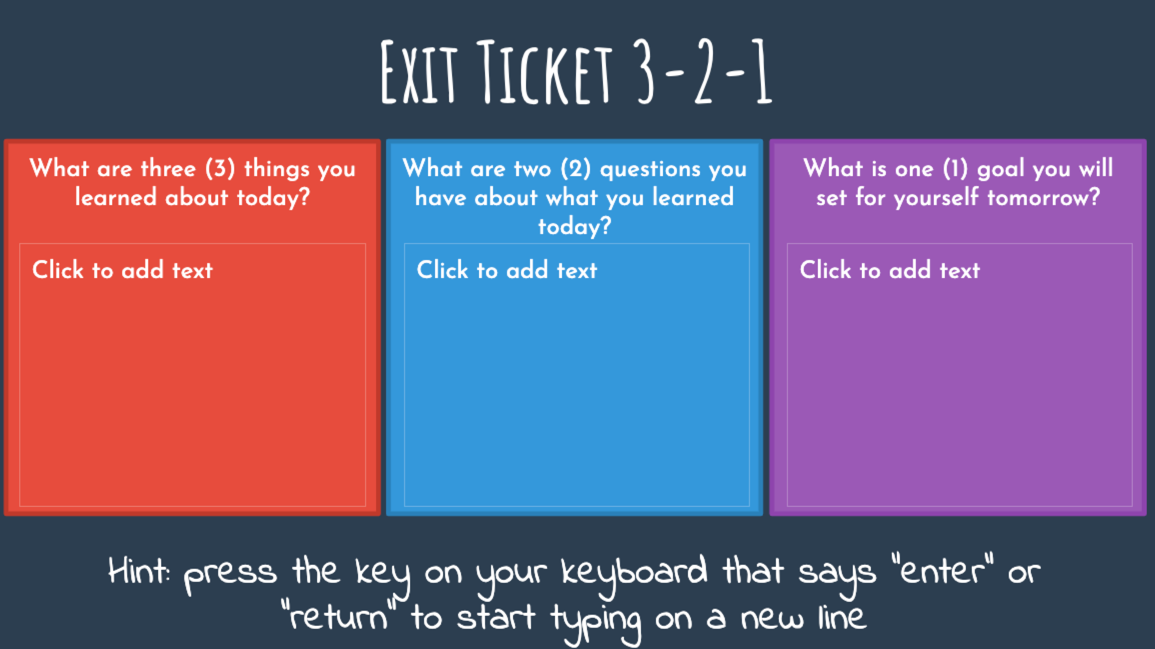 Exit Ticket 3-2-1
What are three (3) things you
learned about today?
Click to add text
What are two (2) questions you
have about what you learned
today?
Click to add text
What is one (1) goal you will
set for yourself tomorrow?
Click to add text
Hint: press the key on your keyboard that says "enter" or
"return" to start typing on a new line